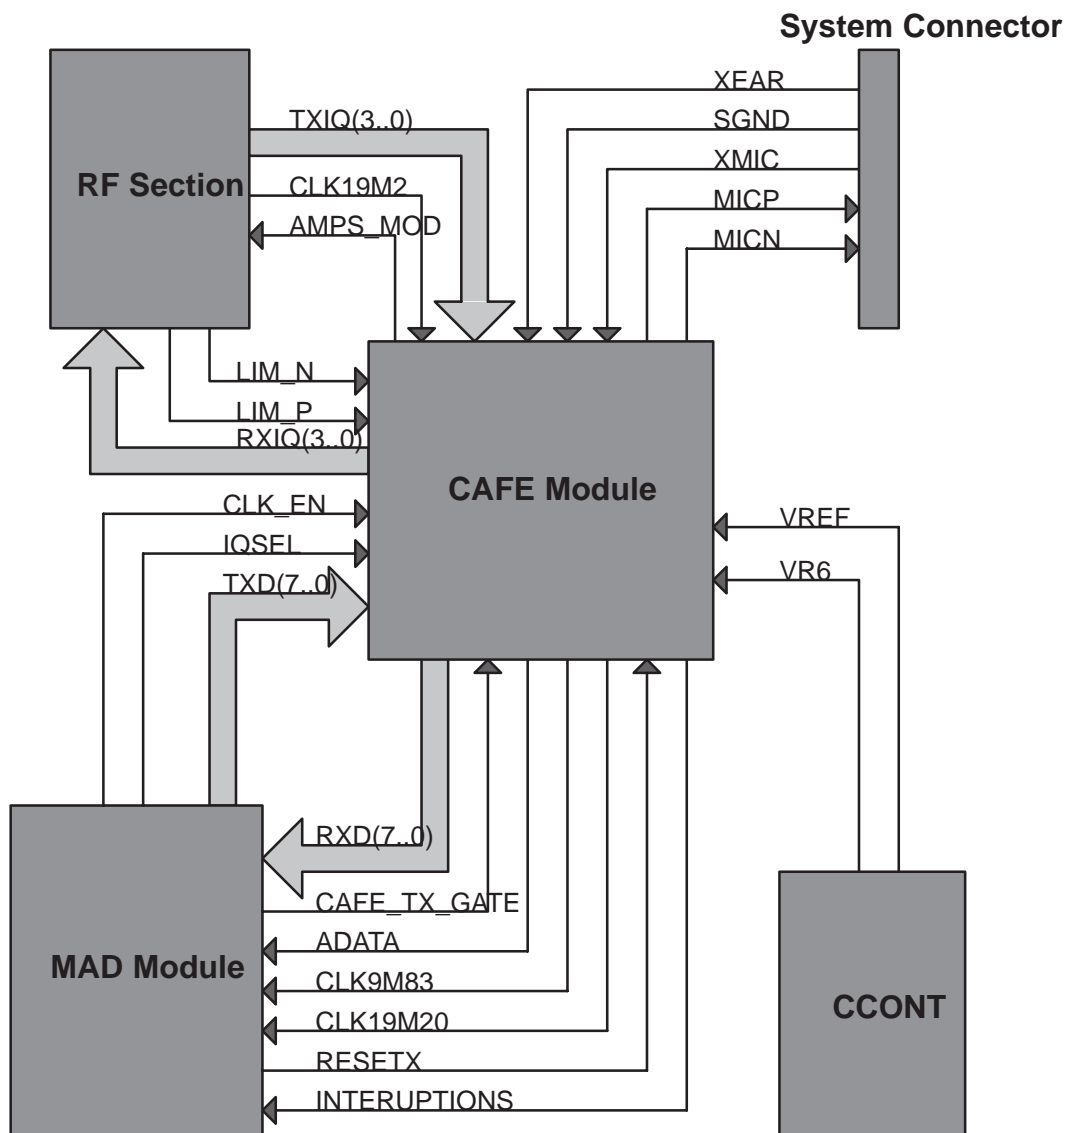 System Connector
XEAR
TXIQ(3..0)
SGND
XMIC
RF Section
CLK19M2
MICP
AMPS_MOD
MICN
LIM_N
LIM_P
RXIQ(3..0)
CAFE Module
CLK_EN
VREF
IQSEL
VR6
TXD(7..0)
RXD(7..0)
CAFE_TX_GATE
ADATA
MAD Module
CLK9M83
CCONT
CLK19M20
RESETX
INTERUPTIONS